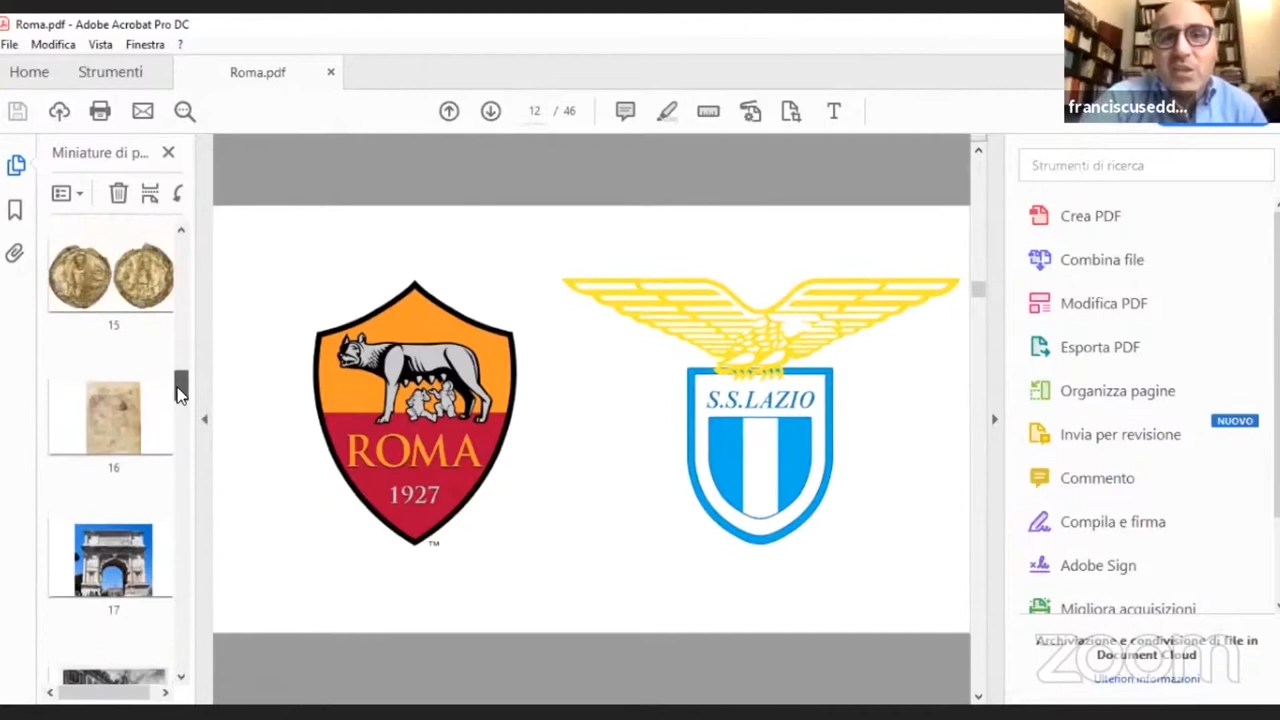 Roma.pdf - Adobe Acrobat Pro DC
File Modifica Vista Finestra ?
Home Strumenti Roma.pdf
12 / 46
franciscusedd...
Miniature di p...
Strumenti di ricerca
Crea PDF
Combina file
Modifica PDF
Esporta PDF
Organizza pagine
NUOVO
Invia per revisione
Commento
Compila e firma
Adobe Sign
Migliora acquisizioni
Archiviazione e condivisione di file in
Document Cloud
Ulteriori informazioni
zoom
15
16
17
ROMA
1927
™
S.S.LAZIO